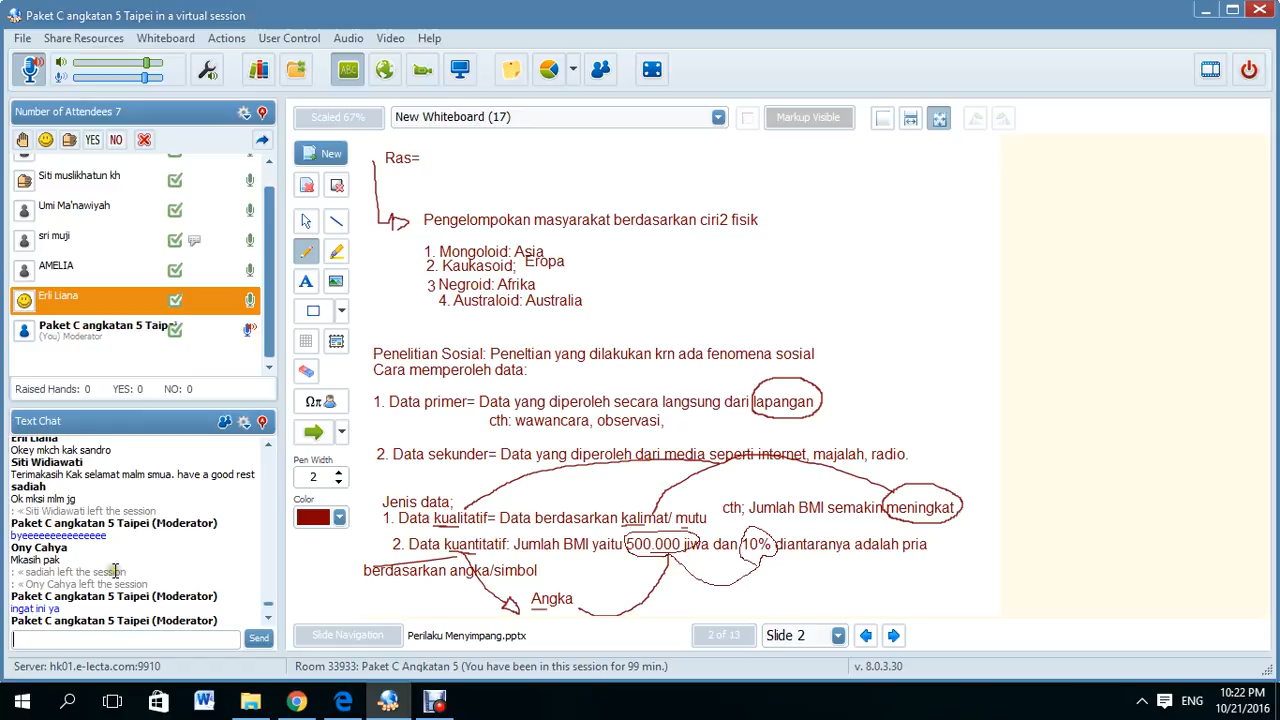 Paket C angkatan 5 Taipei in a virtual session
File Share Resources Whiteboard Actions User Control Audio Video Help
ABC
Number of Attendees 7
YES NO
Siti muslikhatun kh
Umi Ma'nawiyah
sri muji
AMELIA
Erli Liana
Paket C angkatan 5 Taipe
(You) Moderator
Raised Hands: 0 YES: 0 NO: 0
Text Chat
Erli Liana
Okey mkch kak sandro
Siti Widiawati
Terimakasih Kak selamat malm smua. have a good rest
sadiah
Ok mksi mlm jg
: « Siti Widiawati left the session
Paket C angkatan 5 Taipei (Moderator)
byeeeeeeeeeeeeeee
Ony Cahya
Mkasih pak
: « sadiah left the session
: « Ony Cahya left the session
Paket C angkatan 5 Taipei (Moderator)
ingat ini ya
Paket C angkatan 5 Taipei (Moderator)
Send
Scaled 67% New Whiteboard (17) Markup Visible
New
A
Ωπ
Pen Width
2
Color
Ras=
Pengelompokan masyarakat berdasarkan ciri2 fisik
1. Mongoloid: Asia
2. Kaukasoid; Eropa
3 Negroid: Afrika
4. Australoid: Australia
Penelitian Sosial: Peneltian yang dilakukan krn ada fenomena sosial
Cara memperoleh data:
1. Data primer= Data yang diperoleh secara langsung dari lapangan
cth: wawancara, observasi,
2. Data sekunder= Data yang diperoleh dari media seperti internet, majalah, radio.
Jenis data;
1. Data kualitatif= Data berdasarkan kalimat/ mutu
cth; Jumlah BMI semakin meningkat
2. Data kuantitatif: Jumlah BMI yaitu 500.000 jiwa dan 10% diantaranya adalah pria
berdasarkan angka/simbol
Angka
Slide Navigation Perilaku Menyimpang.pptx 2 of 13 Slide 2
Server: hk01.e-lecta.com:9910 Room 33933: Paket C Angkatan 5 (You have been in this session for 99 min.) v. 8.0.3.30
ENG
10:22 PM
10/21/2016